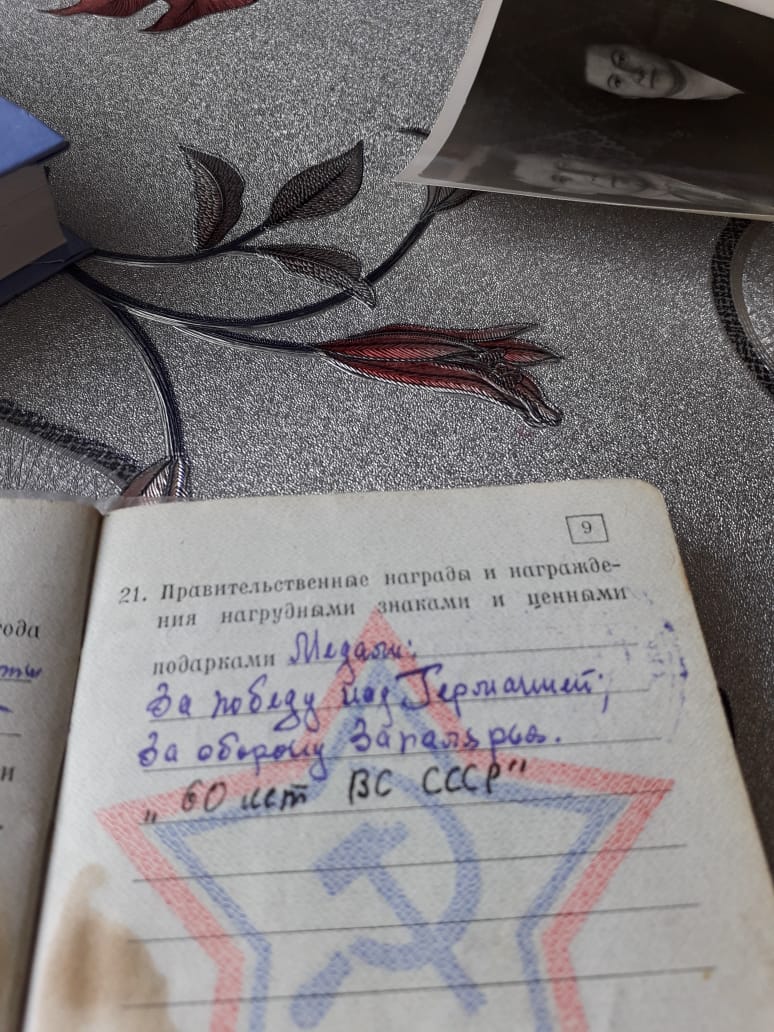 9
21. Правительственные награды и награжде-
ния нагрудными знаками и ценными
подарками Медали:
За победу над Германией;
За оборону Заполярья.
„60 лет ВС СССР"
года
и